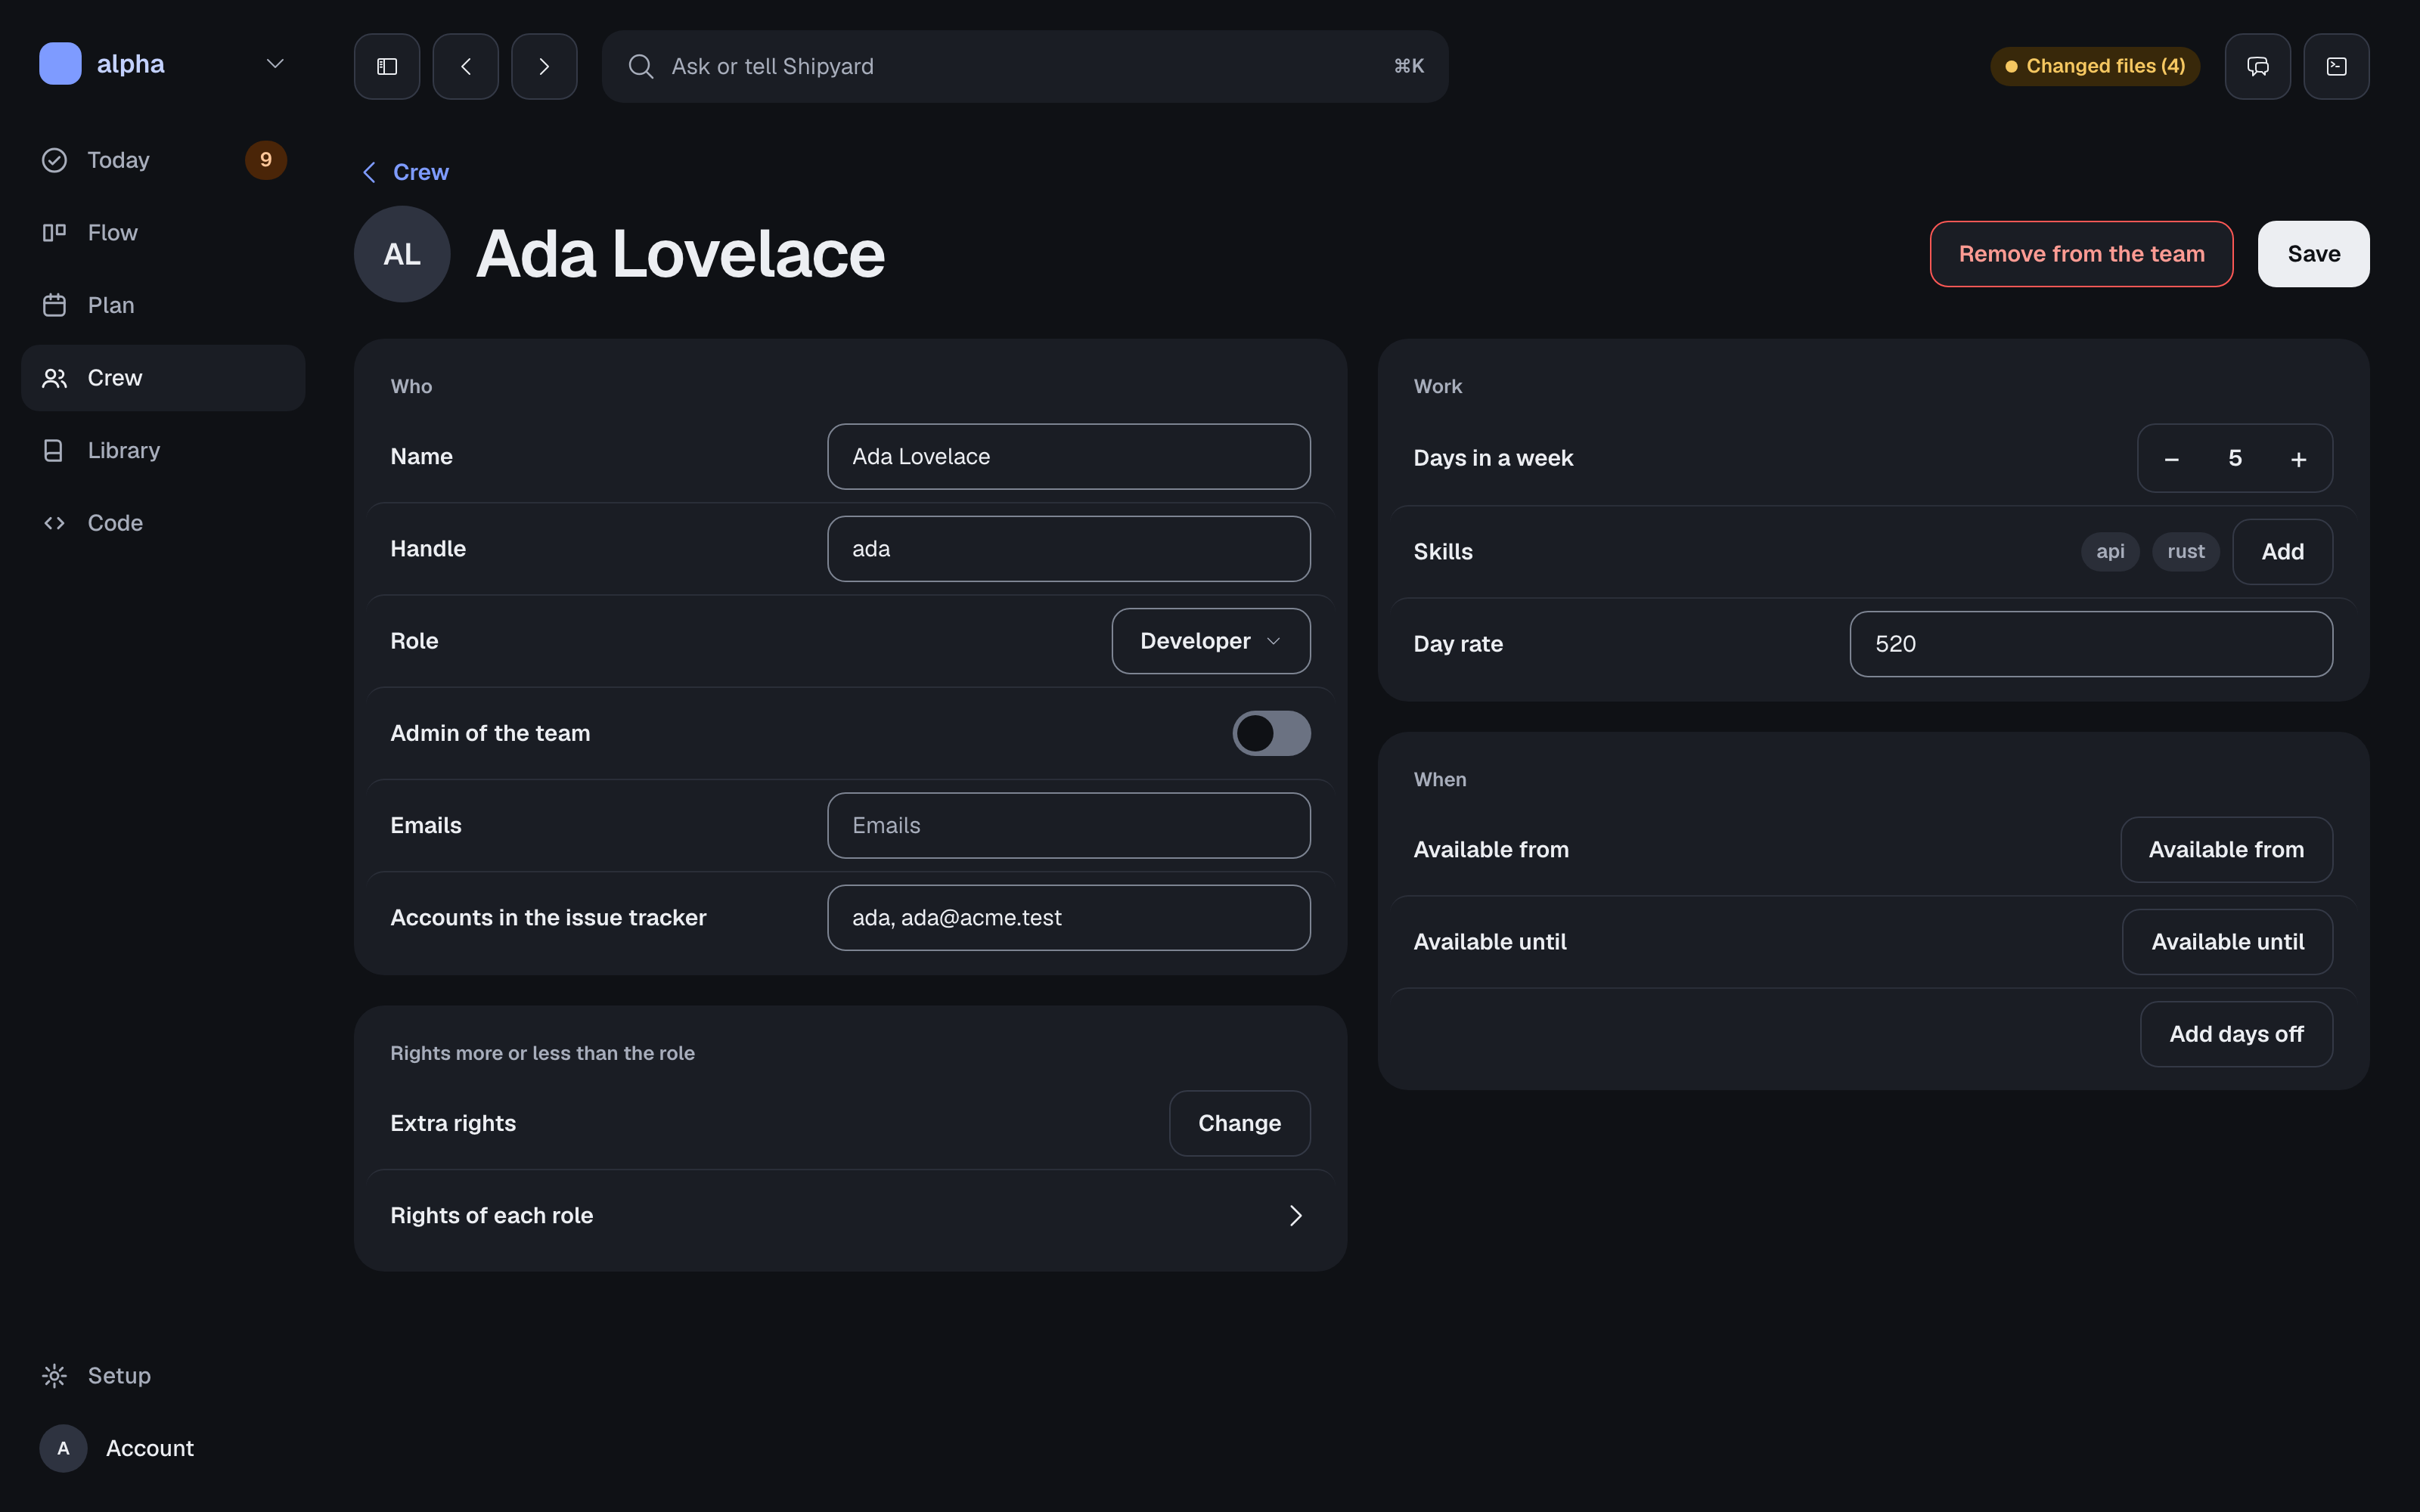 alpha
Ask or tell Shipyard
⌘K
Changed files (4)
Today
9
Flow
Plan
Crew
Library
Code
Setup
A
Account
Crew
AL
Ada Lovelace
Remove from the team
Save
Who
Name
Ada Lovelace
Handle
ada
Role
Developer
Admin of the team
Emails
Emails
Accounts in the issue tracker
ada, ada@acme.test
Rights more or less than the role
Extra rights
Change
Rights of each role
Work
Days in a week
− 5 +
Skills
api rust Add
Day rate
520
When
Available from
Available from
Available until
Available until
Add days off